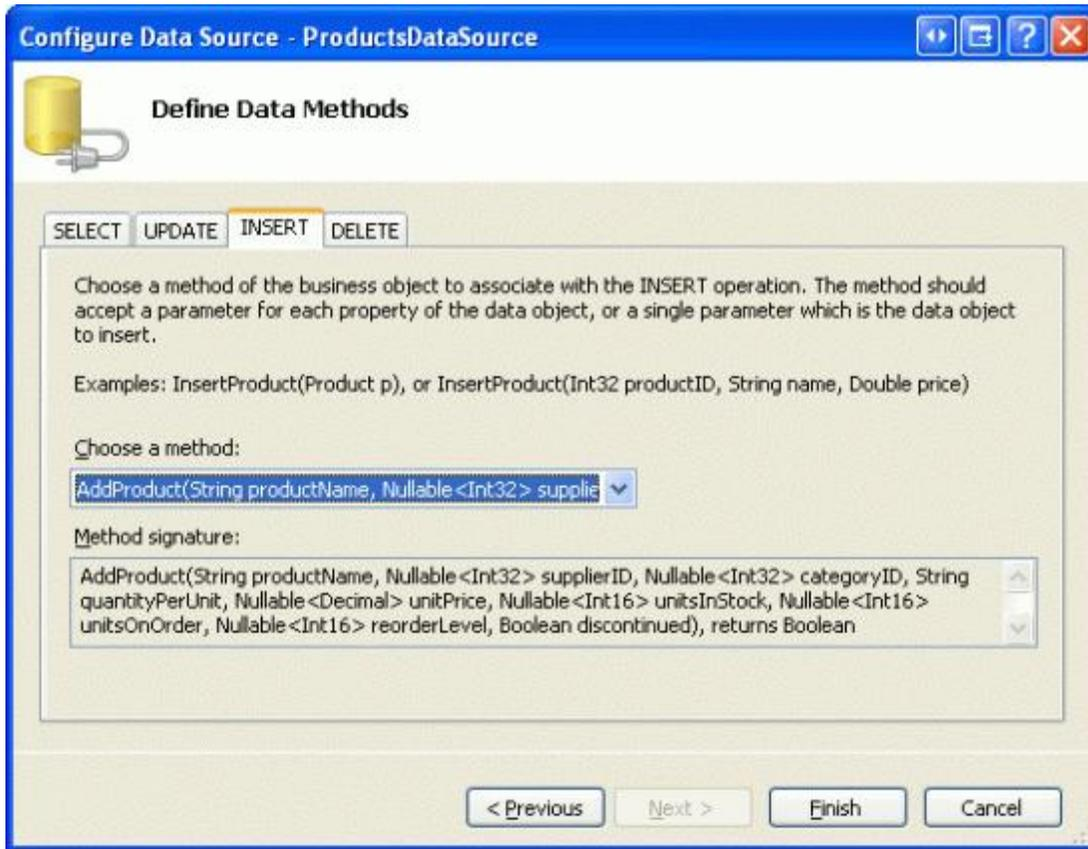 Configure Data Source - ProductsDataSource
Define Data Methods
SELECT UPDATE INSERT DELETE
Choose a method of the business object to associate with the INSERT operation. The method should
accept a parameter for each property of the data object, or a single parameter which is the data object
to insert.
Examples: InsertProduct(Product p), or InsertProduct(Int32 productID, String name, Double price)
Choose a method:
AddProduct(String productName, Nullable<Int32> supplie
Method signature:
AddProduct(String productName, Nullable<Int32> supplierID, Nullable<Int32> categoryID, String
quantityPerUnit, Nullable<Decimal> unitPrice, Nullable<Int16> unitsInStock, Nullable<Int16>
unitsOnOrder, Nullable<Int16> reorderLevel, Boolean discontinued), returns Boolean
< Previous Next > Finish Cancel